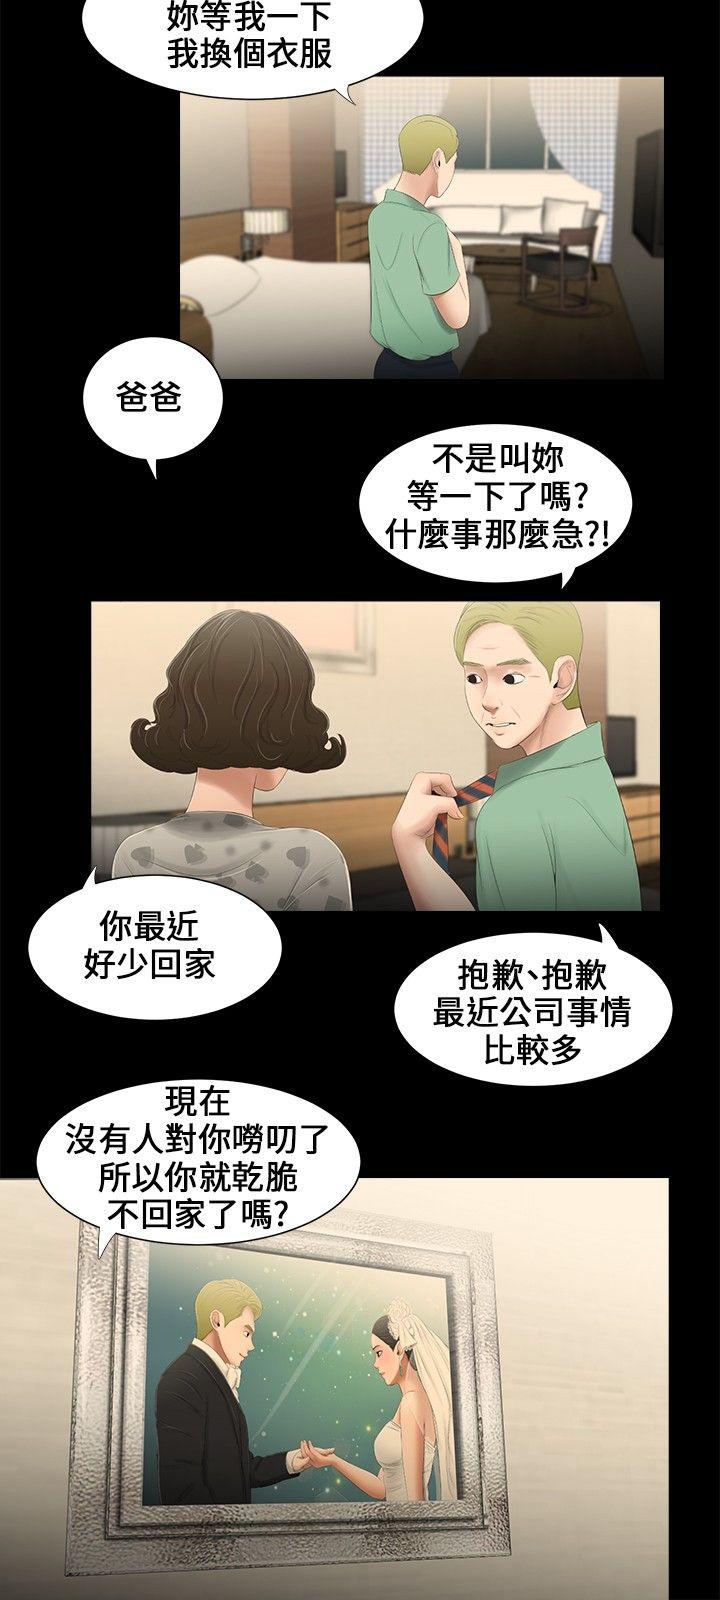 妳等我一下
我換個衣服
爸爸
不是叫妳
等一下了嗎?
什麼事那麼急?!
你最近
好少回家
抱歉、抱歉
最近公司事情
比較多
現在
沒有人對你嘮叨了
所以你就乾脆
不回家了嗎?